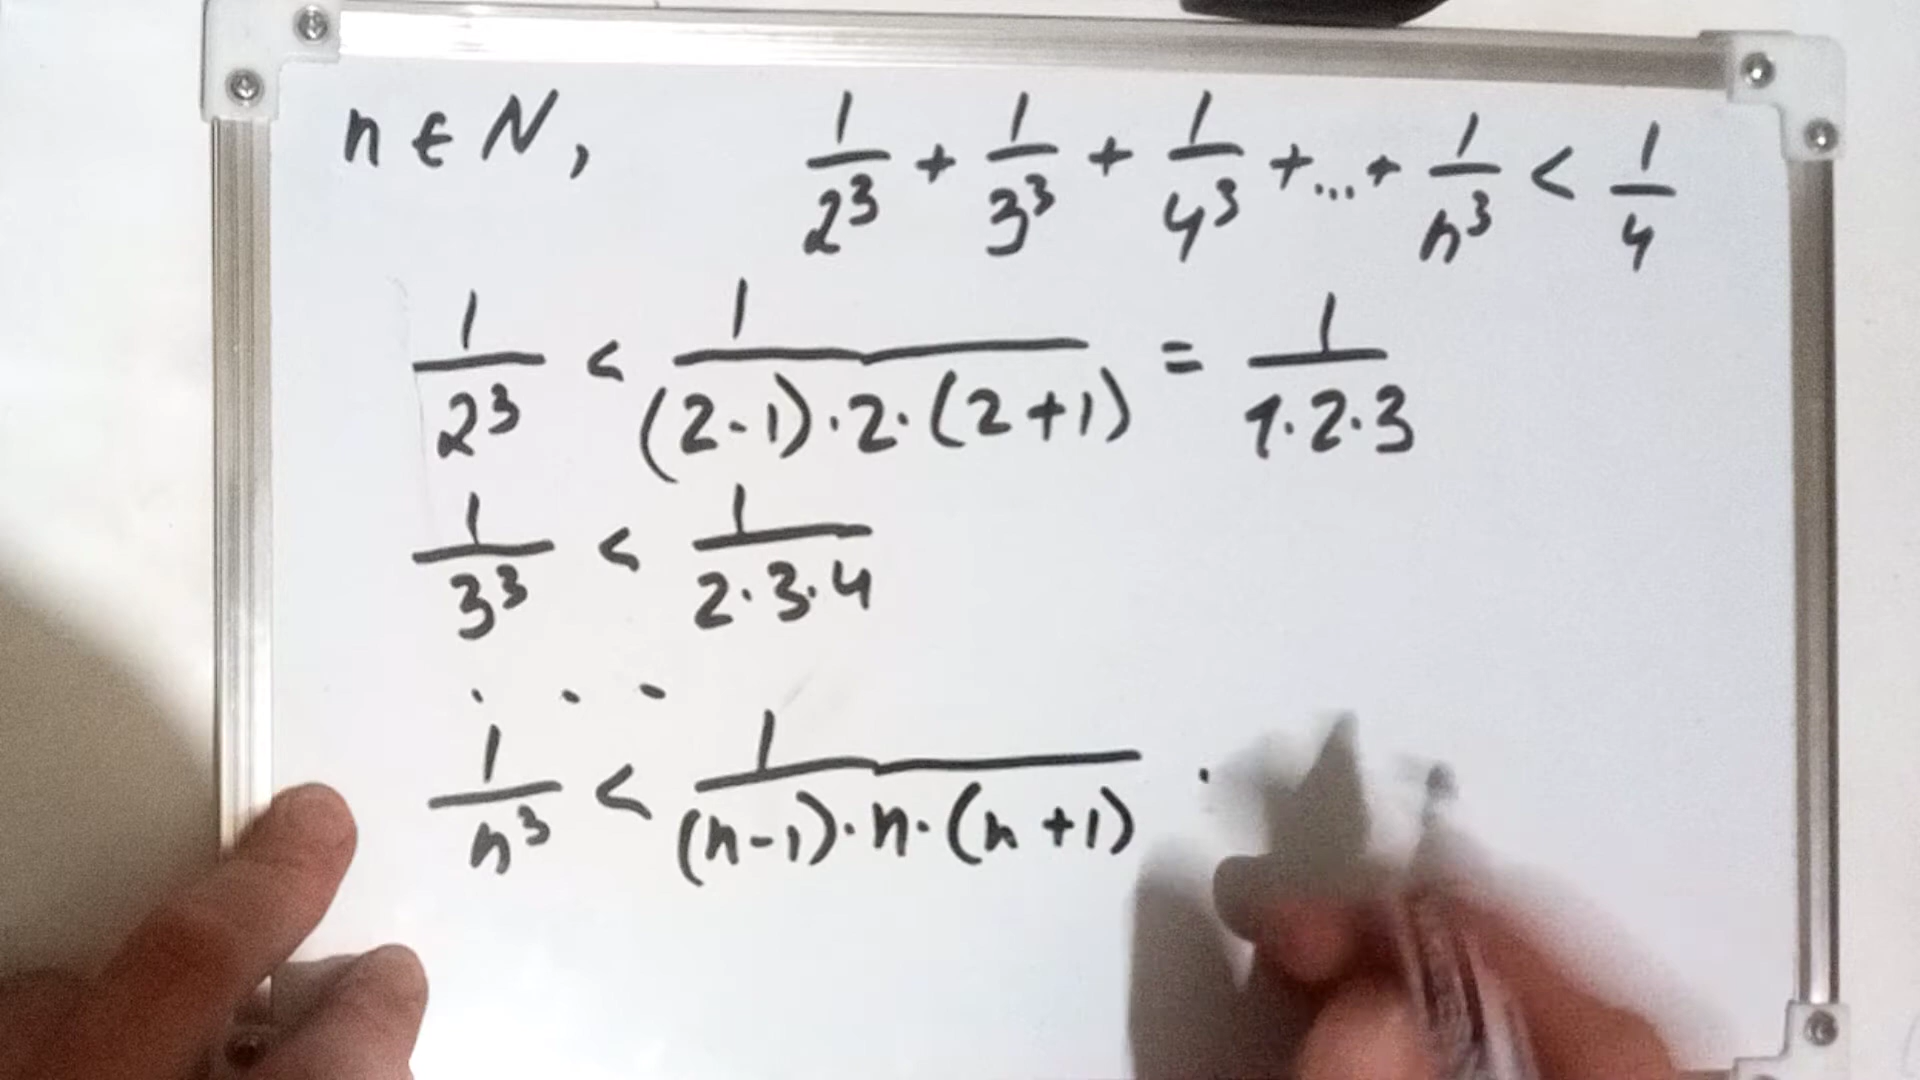 n ∈ N, 1/2³ + 1/3³ + 1/4³ + ... + 1/n³ < 1/4
1/2³ < 1/((2-1)·2·(2+1)) = 1/(1·2·3)
1/3³ < 1/(2·3·4)
. . .
1/n³ < 1/((n-1)·n·(n+1))